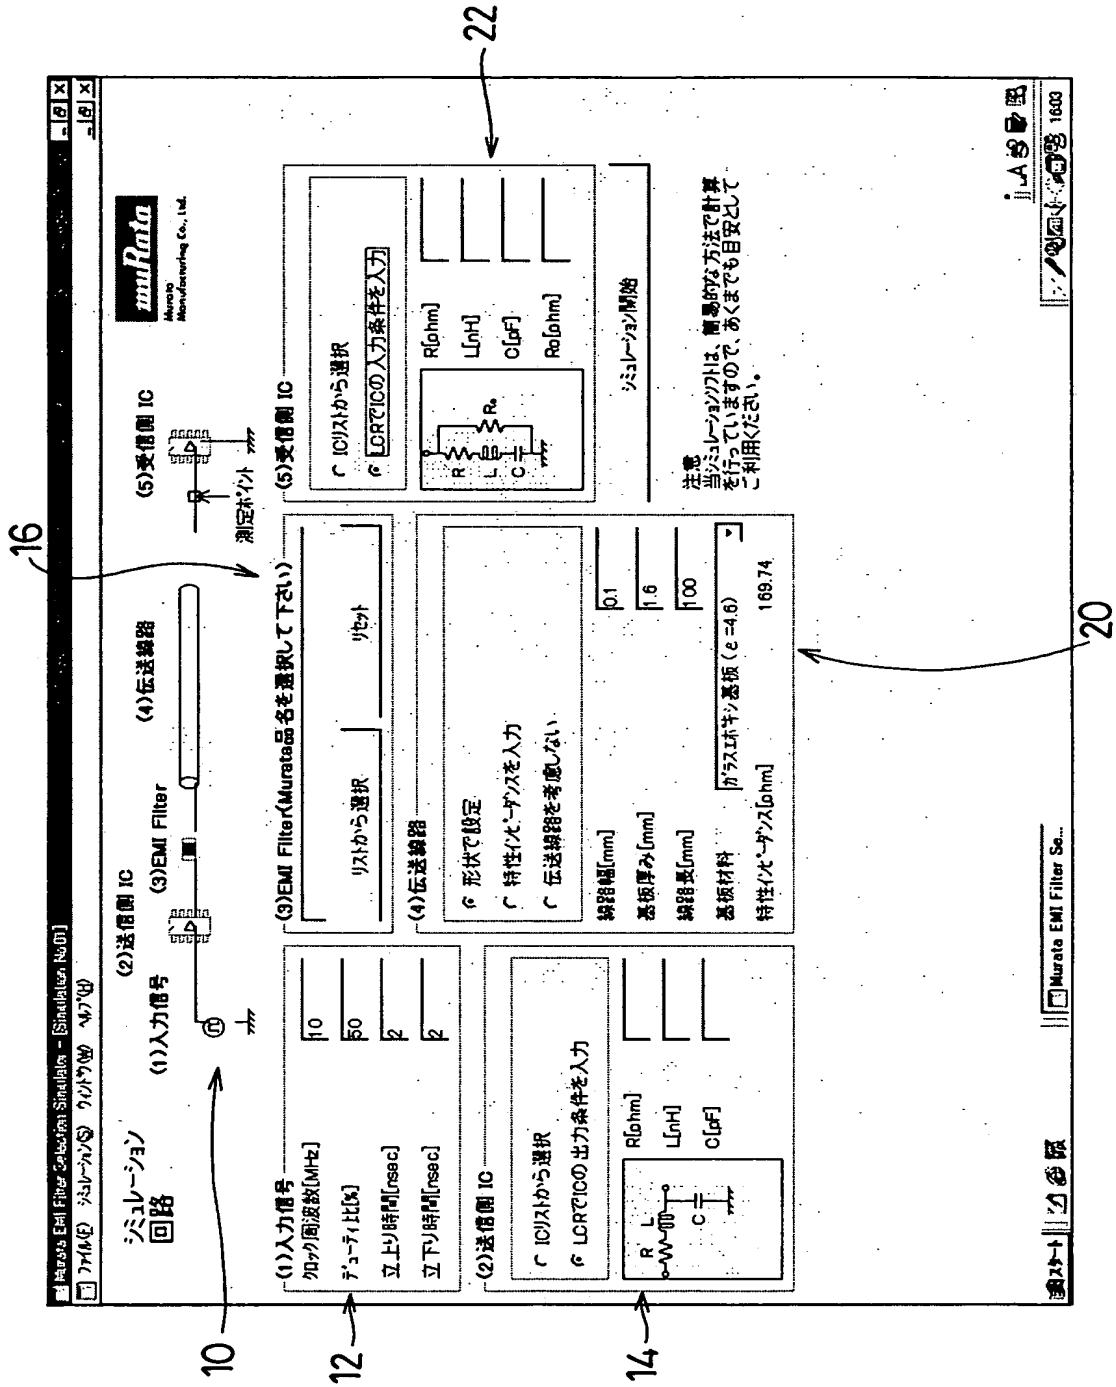 Murata EMI Filter Selection Simulator - [Simulation No01]
ファイル(F) シミュレーション(S) ウィンドウ(W) ヘルプ(H)
シミュレーション
回路
(1)入力信号
(2)送信側 IC
(3)EMI Filter
(4)伝送線路
(5)受信側 IC
測定ポイント
muRata
Murata
Manufacturing Co., Ltd.
(1)入力信号
クロック周波数[MHz] 10
デューティ比[%] 50
立上り時間[nsec] 2
立下り時間[nsec] 2
(2)送信側 IC
ICリストから選択
LCRでICの出力条件を入力
R L
C
R[ohm]
L[nH]
C[pF]
(3)EMI Filter(Murata品名を選択して下さい)
リストから選択 リセット
(4)伝送線路
形状で設定
特性インピーダンスを入力
伝送線路を考慮しない
線路幅[mm] 0.1
基板厚み[mm] 1.6
線路長[mm] 100
基板材料 ガラスエポキシ基板(e=4.6)
特性インピーダンス[ohm] 169.74
(5)受信側 IC
ICリストから選択
LCRでICの入力条件を入力
R
L
C
Ro
R[ohm]
L[nH]
C[pF]
Ro[ohm]
シミュレーション開始
注意
当シミュレーションソフトは、簡易的な方法で計算
を行っていますので、あくまでも目安として
ご利用ください。
スタート
Murata EMI Filter Se...
16:03
10
12
14
16
20
22